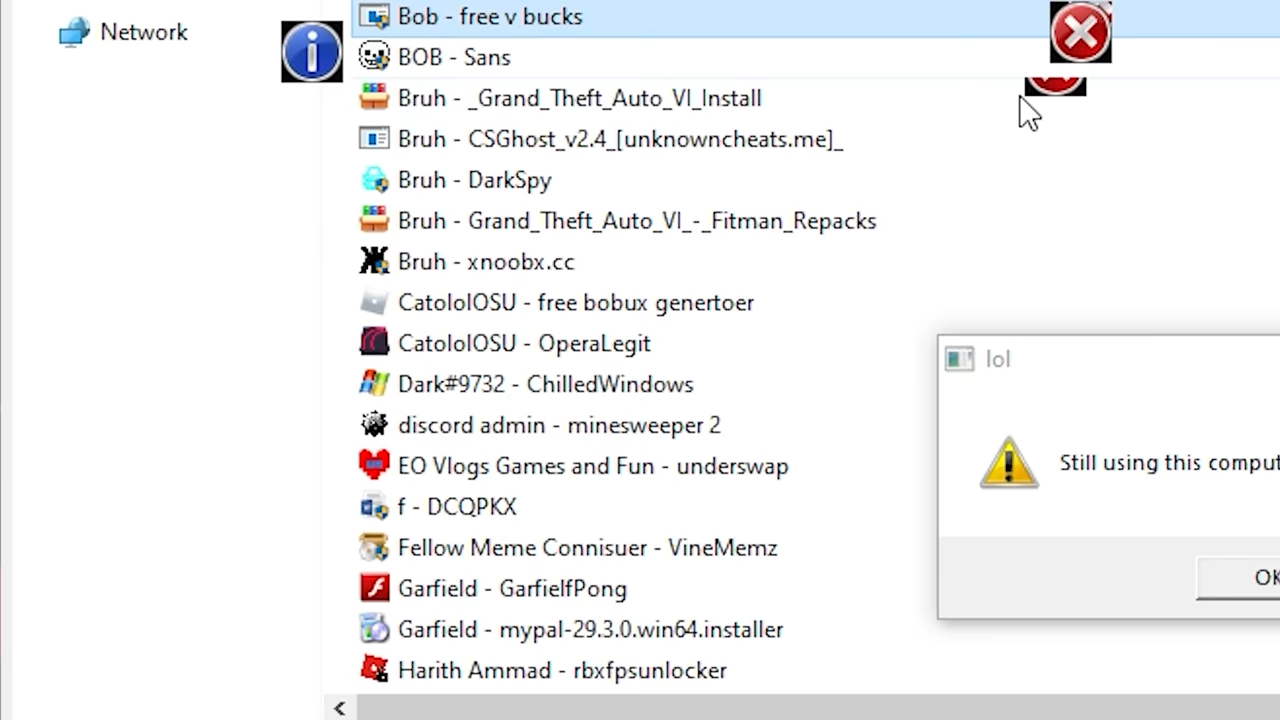 Network
Bob - free v bucks
BOB - Sans
Bruh - _Grand_Theft_Auto_VI_Install
Bruh - CSGhost_v2.4_[unknowncheats.me]_
Bruh - DarkSpy
Bruh - Grand_Theft_Auto_VI_-_Fitman_Repacks
Bruh - xnoobx.cc
CatololOSU - free bobux genertoer
CatololOSU - OperaLegit
Dark#9732 - ChilledWindows
discord admin - minesweeper 2
EO Vlogs Games and Fun - underswap
f - DCQPKX
Fellow Meme Connisuer - VineMemz
Garfield - GarfielfPong
Garfield - mypal-29.3.0.win64.installer
Harith Ammad - rbxfpsunlocker
lol
Still using this comput
OK